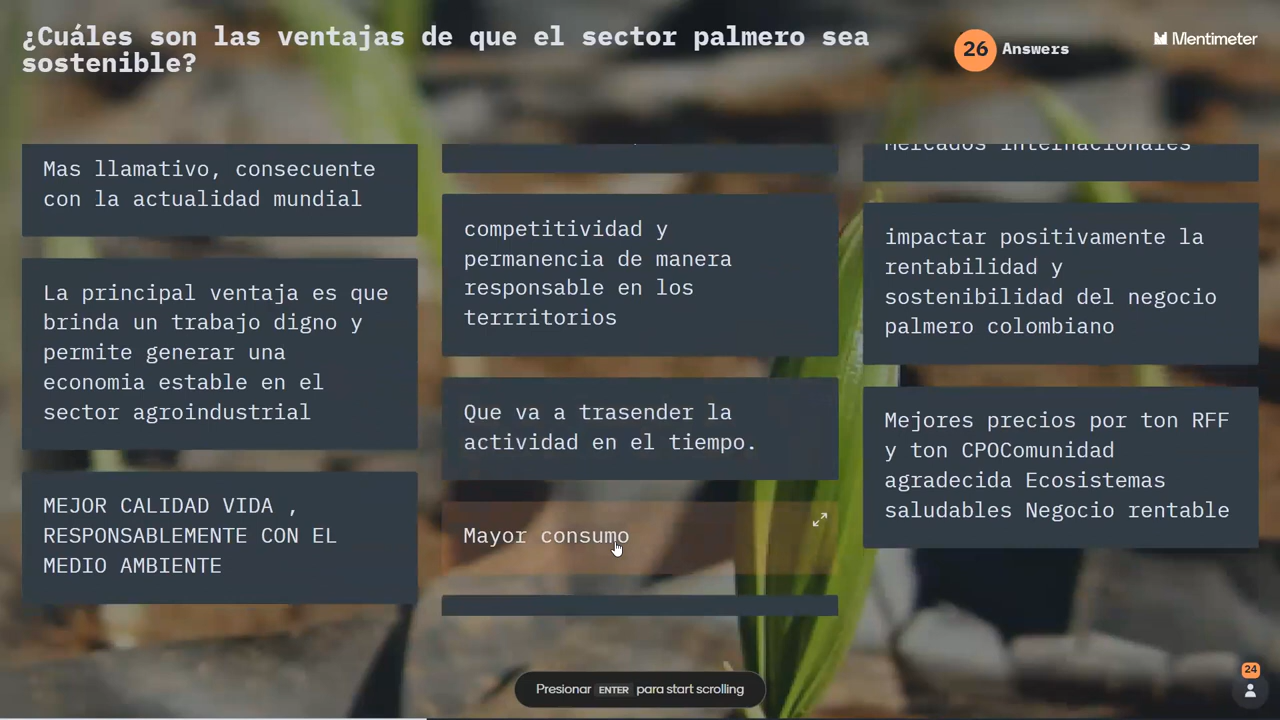 ¿Cuáles son las ventajas de que el sector palmero sea
sostenible?
26 Answers
Mentimeter
Mas llamativo, consecuente
con la actualidad mundial
La principal ventaja es que
brinda un trabajo digno y
permite generar una
economia estable en el
sector agroindustrial
MEJOR CALIDAD VIDA ,
RESPONSABLEMENTE CON EL
MEDIO AMBIENTE
competitividad y
permanencia de manera
responsable en los
terrritorios
Que va a trasender la
actividad en el tiempo.
Mayor consumo
Mercados internacionales
impactar positivamente la
rentabilidad y
sostenibilidad del negocio
palmero colombiano
Mejores precios por ton RFF
y ton CPOComunidad
agradecida Ecosistemas
saludables Negocio rentable
Presionar ENTER para start scrolling
24